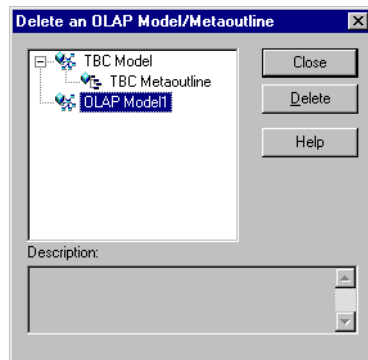 Delete an OLAP Model/Metaoutline
TBC Model
TBC Metaoutline
OLAP Model1
Close
Delete
Help
Description: